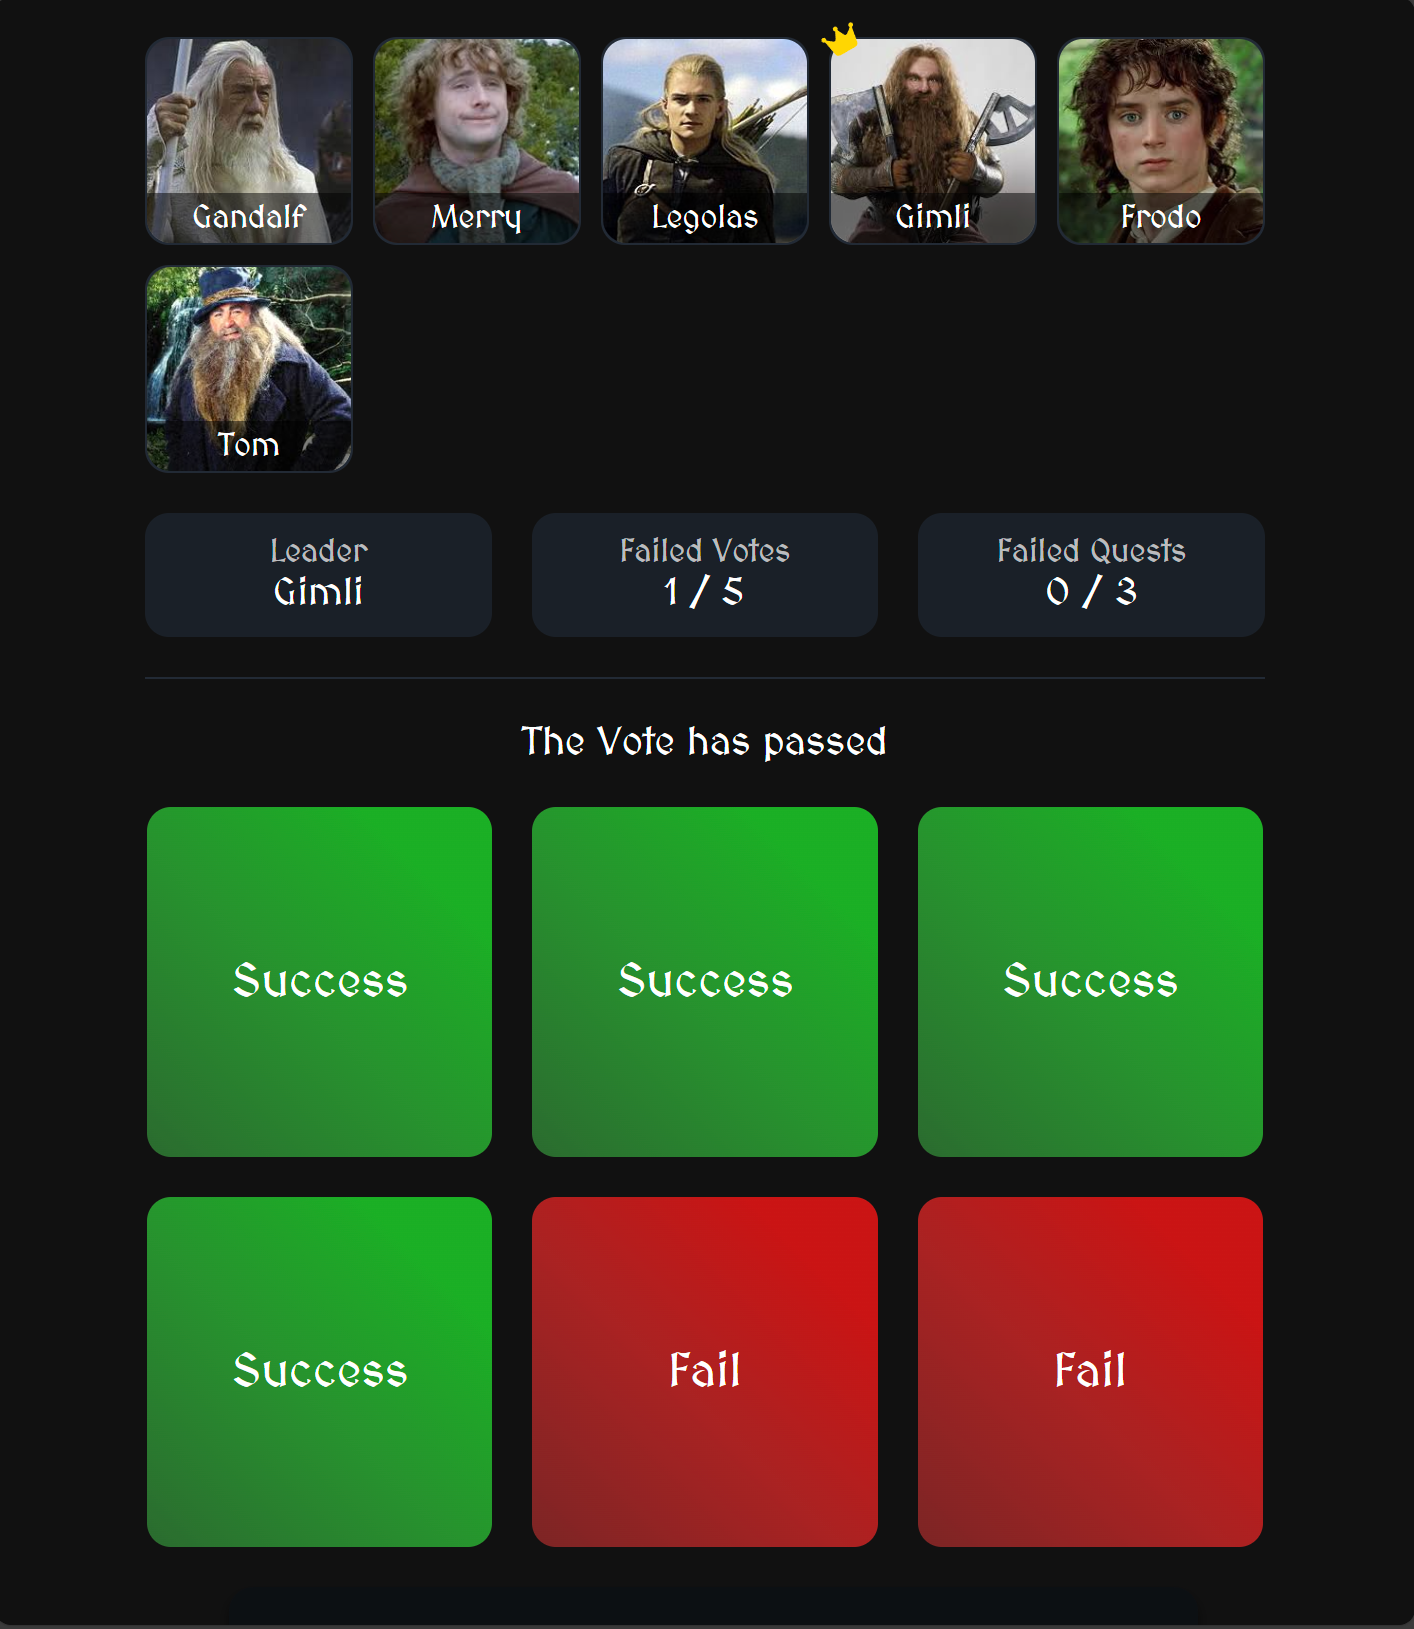 Gandalf
Merry
Legolas
Gimli
Frodo
Tom
Leader
Gimli
Failed Votes
1 / 5
Failed Quests
0 / 3
The Vote has passed
Success
Success
Success
Success
Fail
Fail